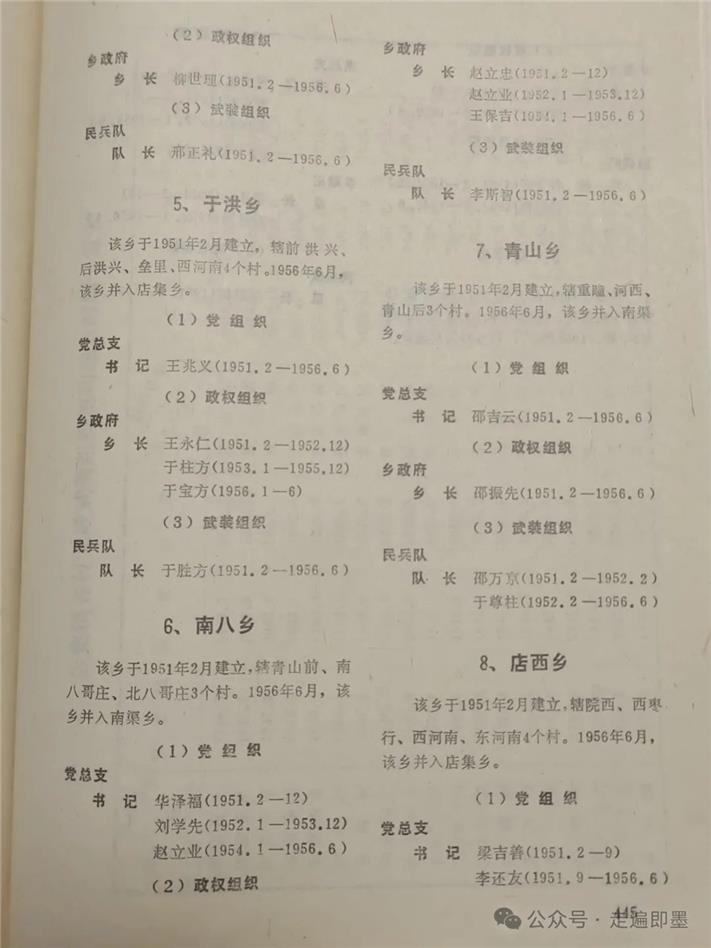 (2)政权组织
乡政府
乡 长 柳世理(1951.2—1956.6)
(3)武装组织
民兵队
队 长 邢正礼(1951.2—1956.6)
5、于洪乡
该乡于1951年2月建立，辖前洪兴、
后洪兴、垒里、西河南4个村。1956年6月，
该乡并入店集乡。
(1)党组织
党总支
书 记 王兆义(1951.2—1956.6)
(2)政权组织
乡政府
乡 长 王永仁(1951.2—1952.12)
于柱方(1953.1—1955.12)
于宝方(1956.1—6)
(3)武装组织
民兵队
队 长 于胜方(1951.2—1956.6)
6、南八乡
该乡于1951年2月建立，辖青山前、南
八哥庄、北八哥庄3个村。1956年6月，该
乡并入南渠乡。
(1)党组织
党总支
书 记 华泽福(1951.2—12)
刘学先(1952.1—1953.12)
赵立业(1954.1—1956.6)
(2)政权组织
乡政府
乡 长 赵立忠(1951.2—12)
赵立业(1952.1—1953.12)
王保吉(1954.1—1956.6)
(3)武装组织
民兵队
队 长 李斯智(1951.2—1956.6)
7、青山乡
该乡于1951年2月建立，辖重疃、河西、
青山后3个村。1956年6月，该乡并入南渠
乡。
(1)党组织
党总支
书 记 邵吉云(1951.2—1956.6)
(2)政权组织
乡政府
乡 长 邵振先(1951.2—1956.6)
(3)武装组织
民兵队
队 长 邵万京(1951.2—1952.2)
于尊柱(1952.2—1956.6)
8、店西乡
该乡于1951年2月建立，辖院西、西枣
行、西河南、东河南4个村。1956年6月，
该乡并入店集乡。
(1)党组织
党总支
书 记 梁吉善(1951.2—9)
李还友(1951.9—1956.6)
445
公众号·走遍即墨